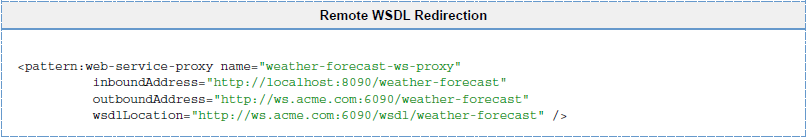 Remote WSDL Redirection
<pattern:web-service-proxy name="weather-forecast-ws-proxy"
inboundAddress="http://localhost:8090/weather-forecast"
outboundAddress="http://ws.acme.com:6090/weather-forecast"
wsdlLocation="http://ws.acme.com:6090/wsdl/weather-forecast" />